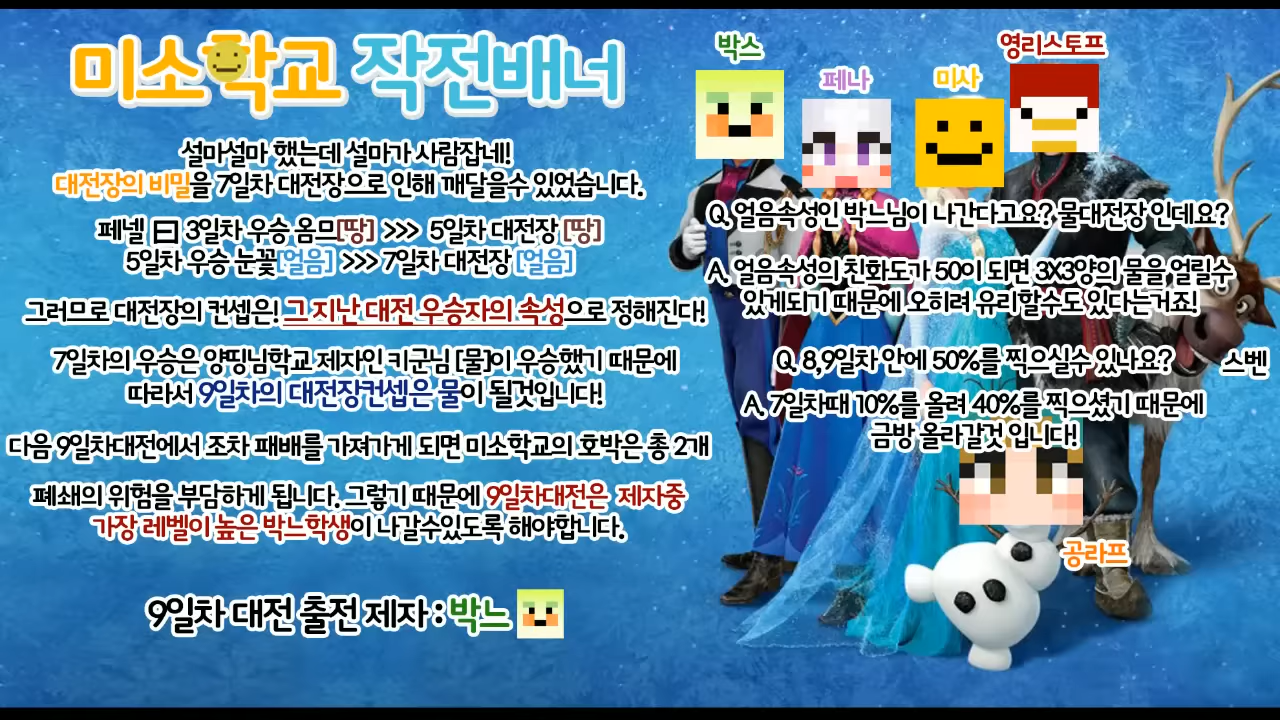 미소학교 작전배너
설마설마 했는데 설마가 사람잡네!
대전장의 비밀을 7일차 대전장으로 인해 깨달을수 있었습니다.
페넬 曰 3일차 우승 옴므[땅] >>> 5일차 대전장 [땅]
5일차 우승 눈꽃[얼음] >>> 7일차 대전장 [얼음]
그러므로 대전장의 컨셉은! 그 지난 대전 우승자의 속성으로 정해진다!
7일차의 우승은 양띵님학교 제자인 키군님 [물]이 우승했기 때문에
따라서 9일차의 대전장컨셉은 물이 될것입니다!
다음 9일차대전에서 조차 패배를 가져가게 되면 미소학교의 호박은 총 2개
폐쇄의 위험을 부담하게 됩니다. 그렇기 때문에 9일차대전은 제자중
가장 레벨이 높은 박느학생이 나갈수있도록 해야합니다.
9일차 대전 출전 제자 : 박느
박스
페나
미사
영리스토프
Q. 얼음속성인 박느님이 나간다고요? 물대전장 인데요?
A. 얼음속성의 친화도가 50이 되면 3X3양의 물을 얼릴수
있게되기 때문에 오히려 유리할수도 있다는거죠!
Q. 8,9일차 안에 50%를 찍으실수 있나요?
스벤
A. 7일차때 10%를 올려 40%를 찍으셨기 때문에
금방 올라갈것 입니다!
공라프